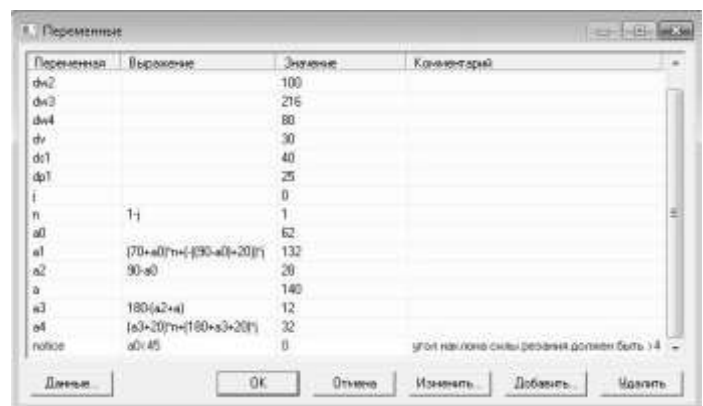 Переменные
Переменная Выражение Значение Комментарий
dw2 100
dw3 216
dw4 80
dv 30
dc1 40
dp1 25
j 0
n 1-j 1
a0 62
a1 (70+a0)*n+(-((90-a0)+20))*j 132
a2 90-a0 28
a 140
a3 180-(a2+a) 12
a4 (a3+20)*n+(180+a3+20)*j 32
notice a0<45 0 угол наклона силы резания должен быть >4
Данные... OK Отмена Изменить... Добавить... Удалить